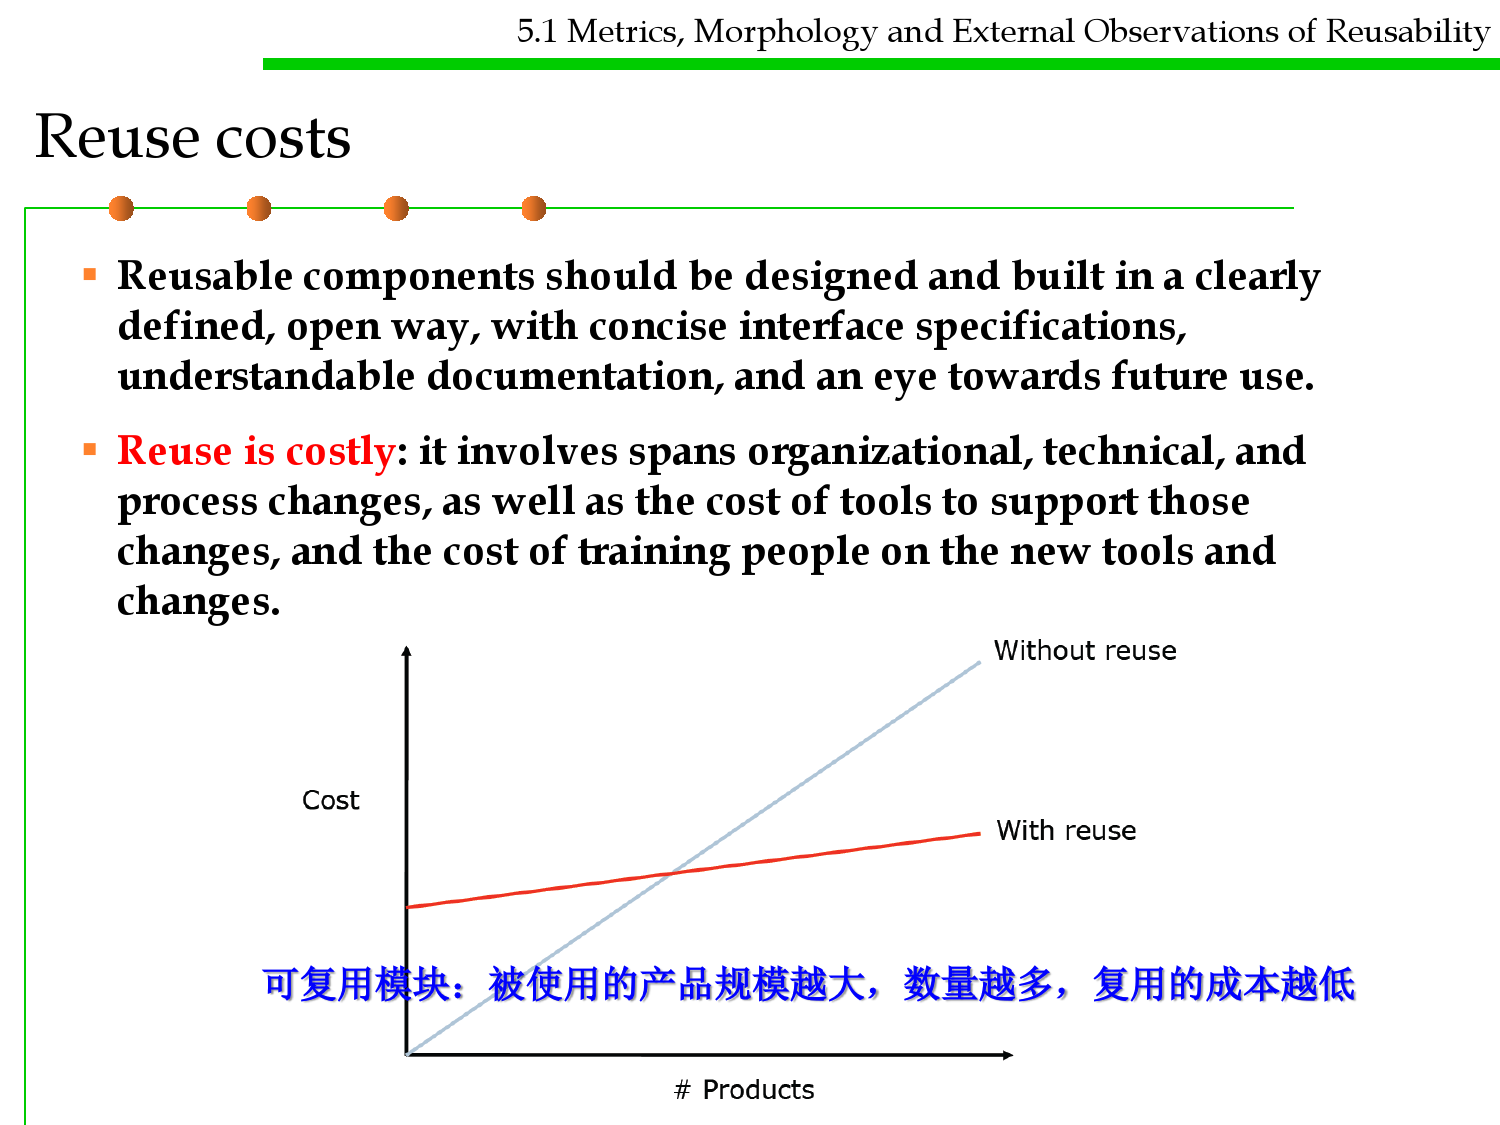 5.1 Metrics, Morphology and External Observations of Reusability
Reuse costs
Reusable components should be designed and built in a clearly
defined, open way, with concise interface specifications,
understandable documentation, and an eye towards future use.
Reuse is costly: it involves spans organizational, technical, and
process changes, as well as the cost of tools to support those
changes, and the cost of training people on the new tools and
changes.
Without reuse
Cost
With reuse
可复用模块：被使用的产品规模越大，数量越多，复用的成本越低
# Products